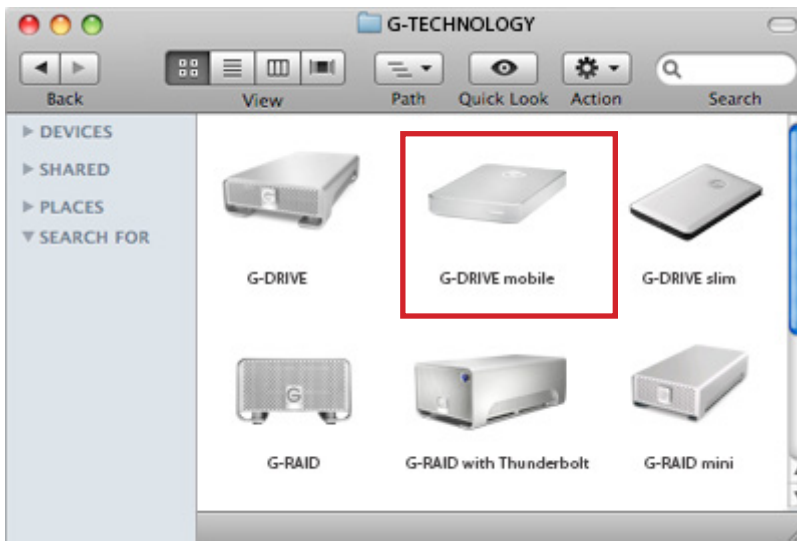 G-TECHNOLOGY
Back View Path Quick Look Action Search
DEVICES
SHARED
PLACES
SEARCH FOR
G-DRIVE G-DRIVE mobile G-DRIVE slim
G-RAID G-RAID with Thunderbolt G-RAID mini